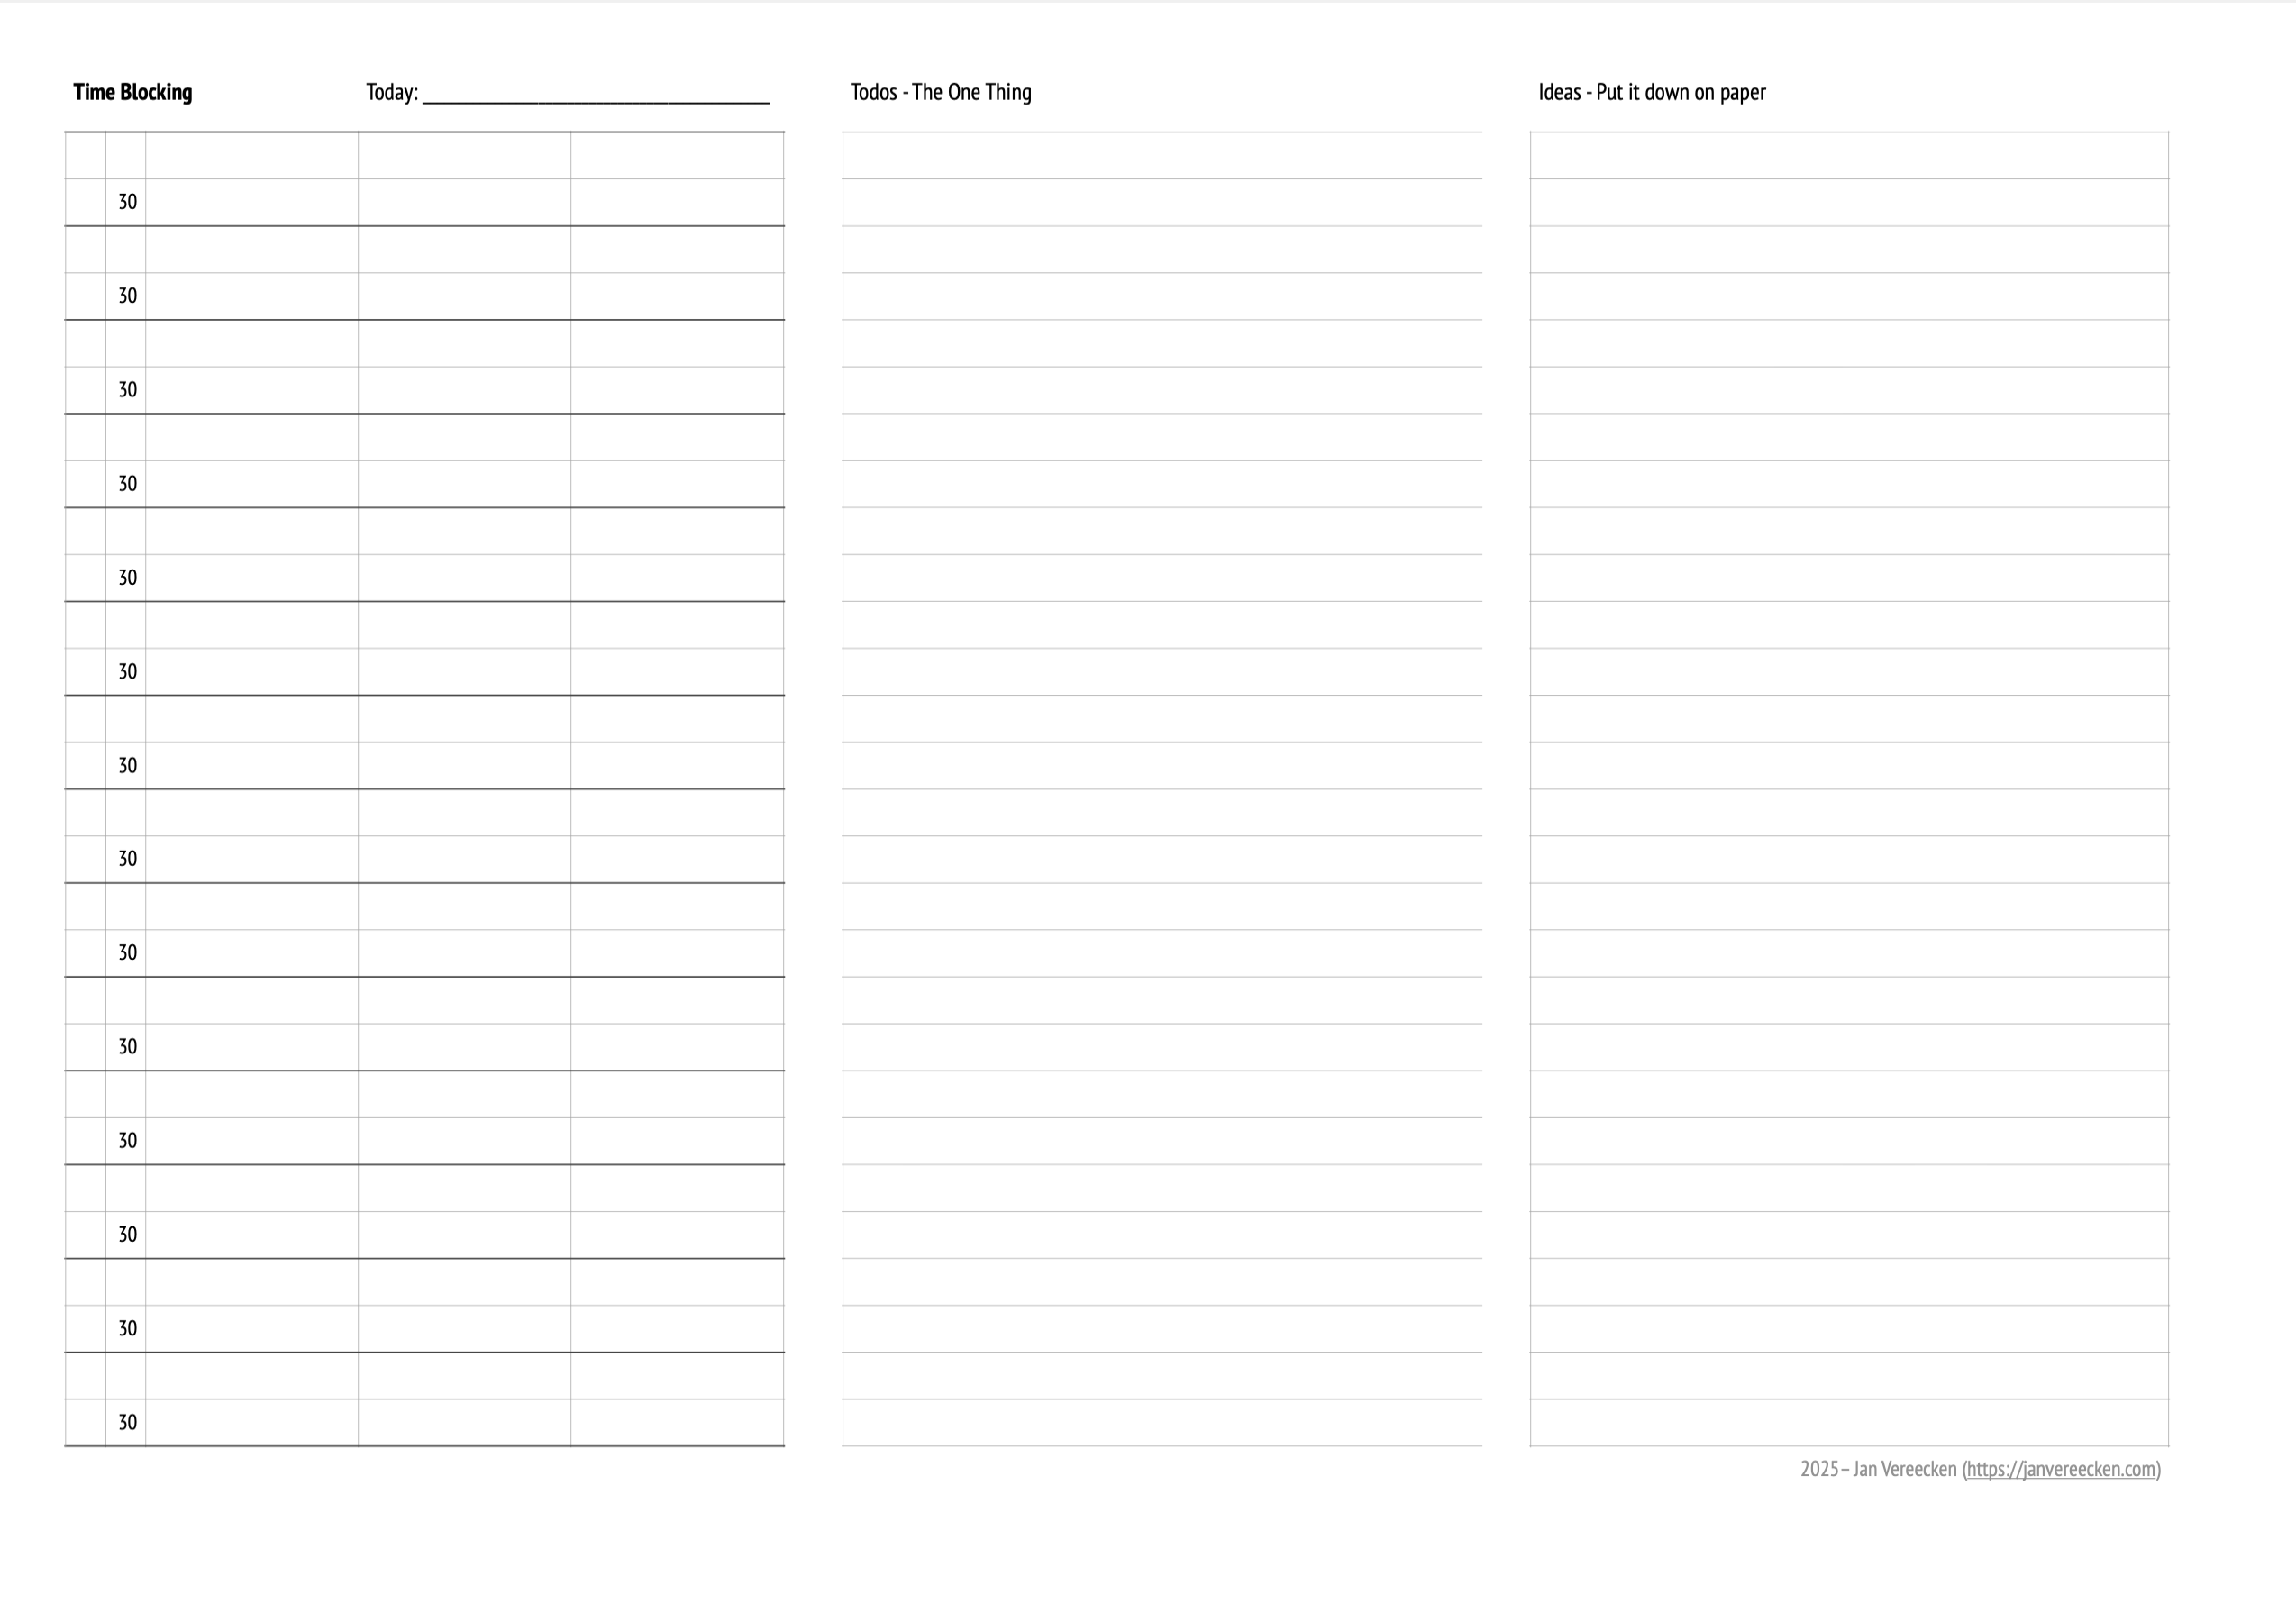 Time Blocking
Today: ______________________________
Todos - The One Thing
Ideas - Put it down on paper
30
30
30
30
30
30
30
30
30
30
30
30
30
30
2025– Jan Vereecken (https://janvereecken.com)